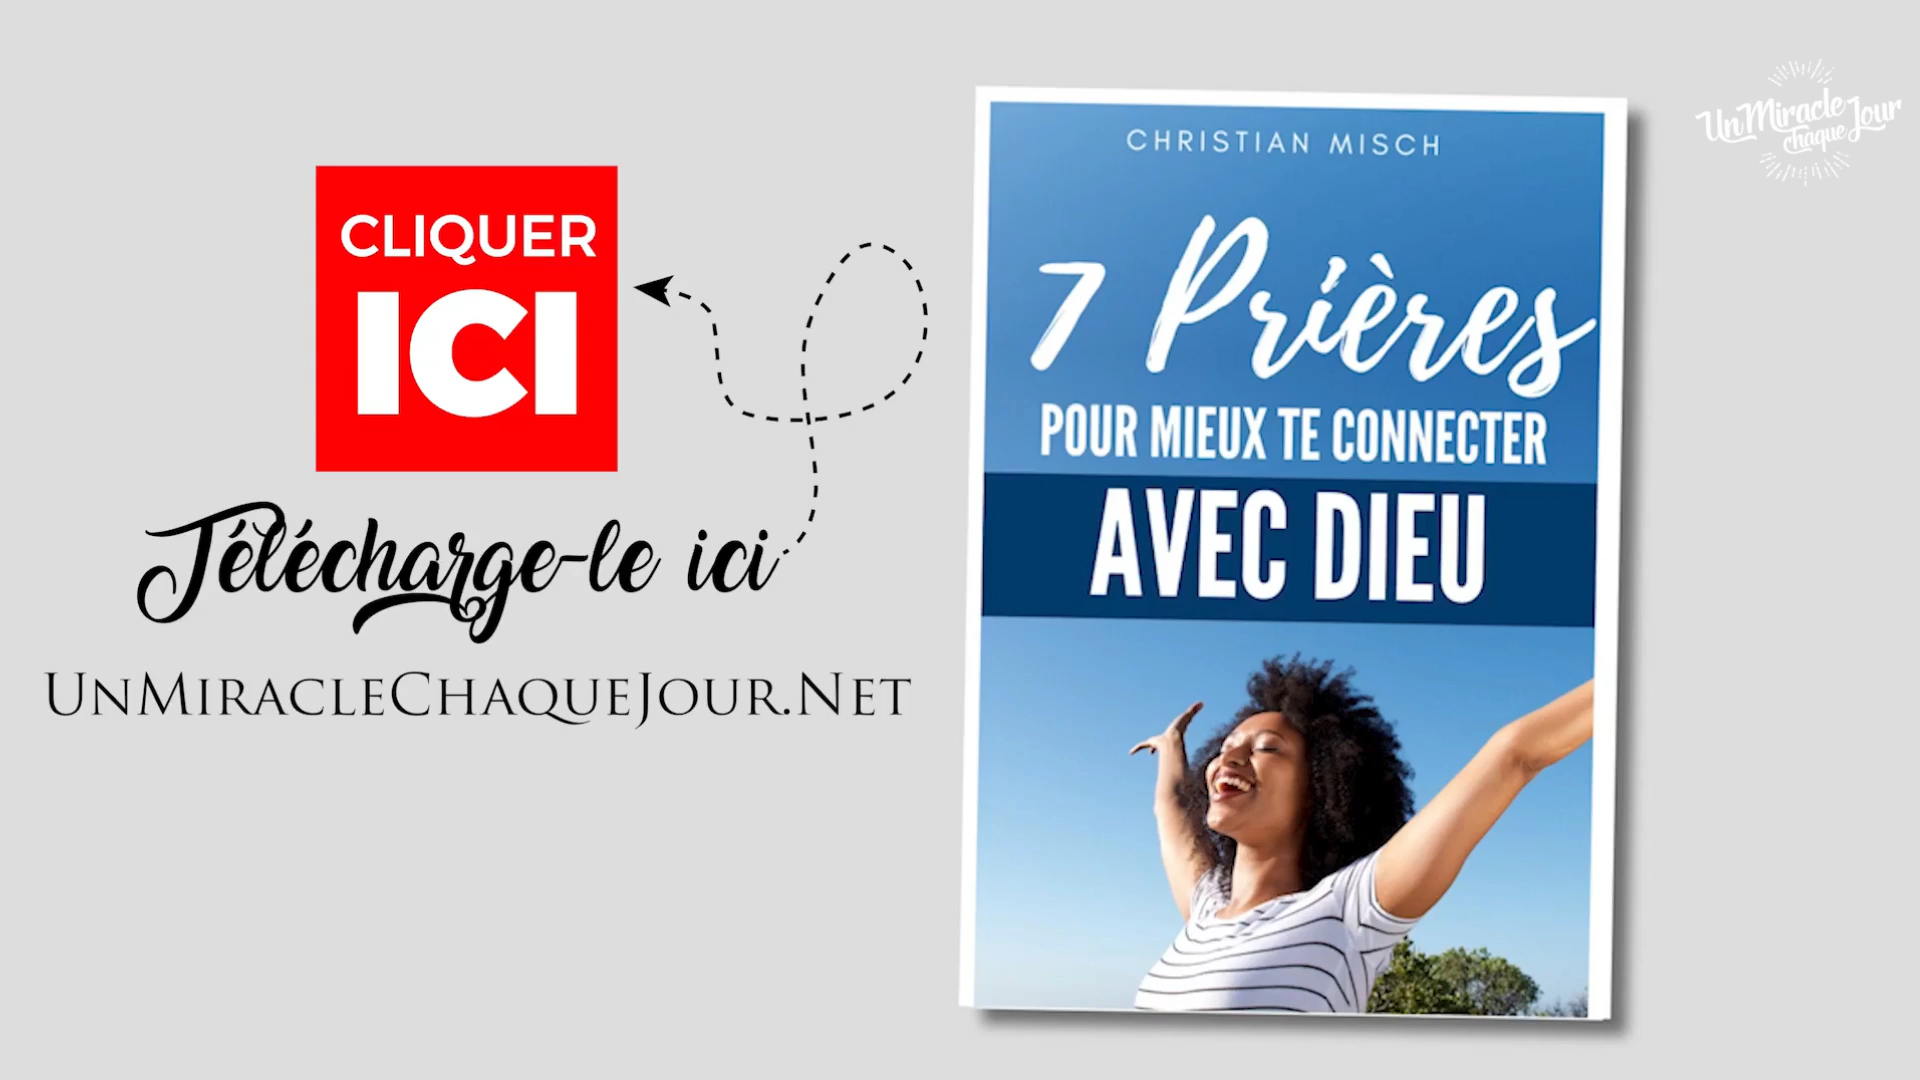 CLIQUER
ICI
Télécharge-le ici
UNMIRACLECHAQUEJOUR.NET
CHRISTIAN MISCH
7 Prières
POUR MIEUX TE CONNECTER
AVEC DIEU
Un Miracle
chaque Jour